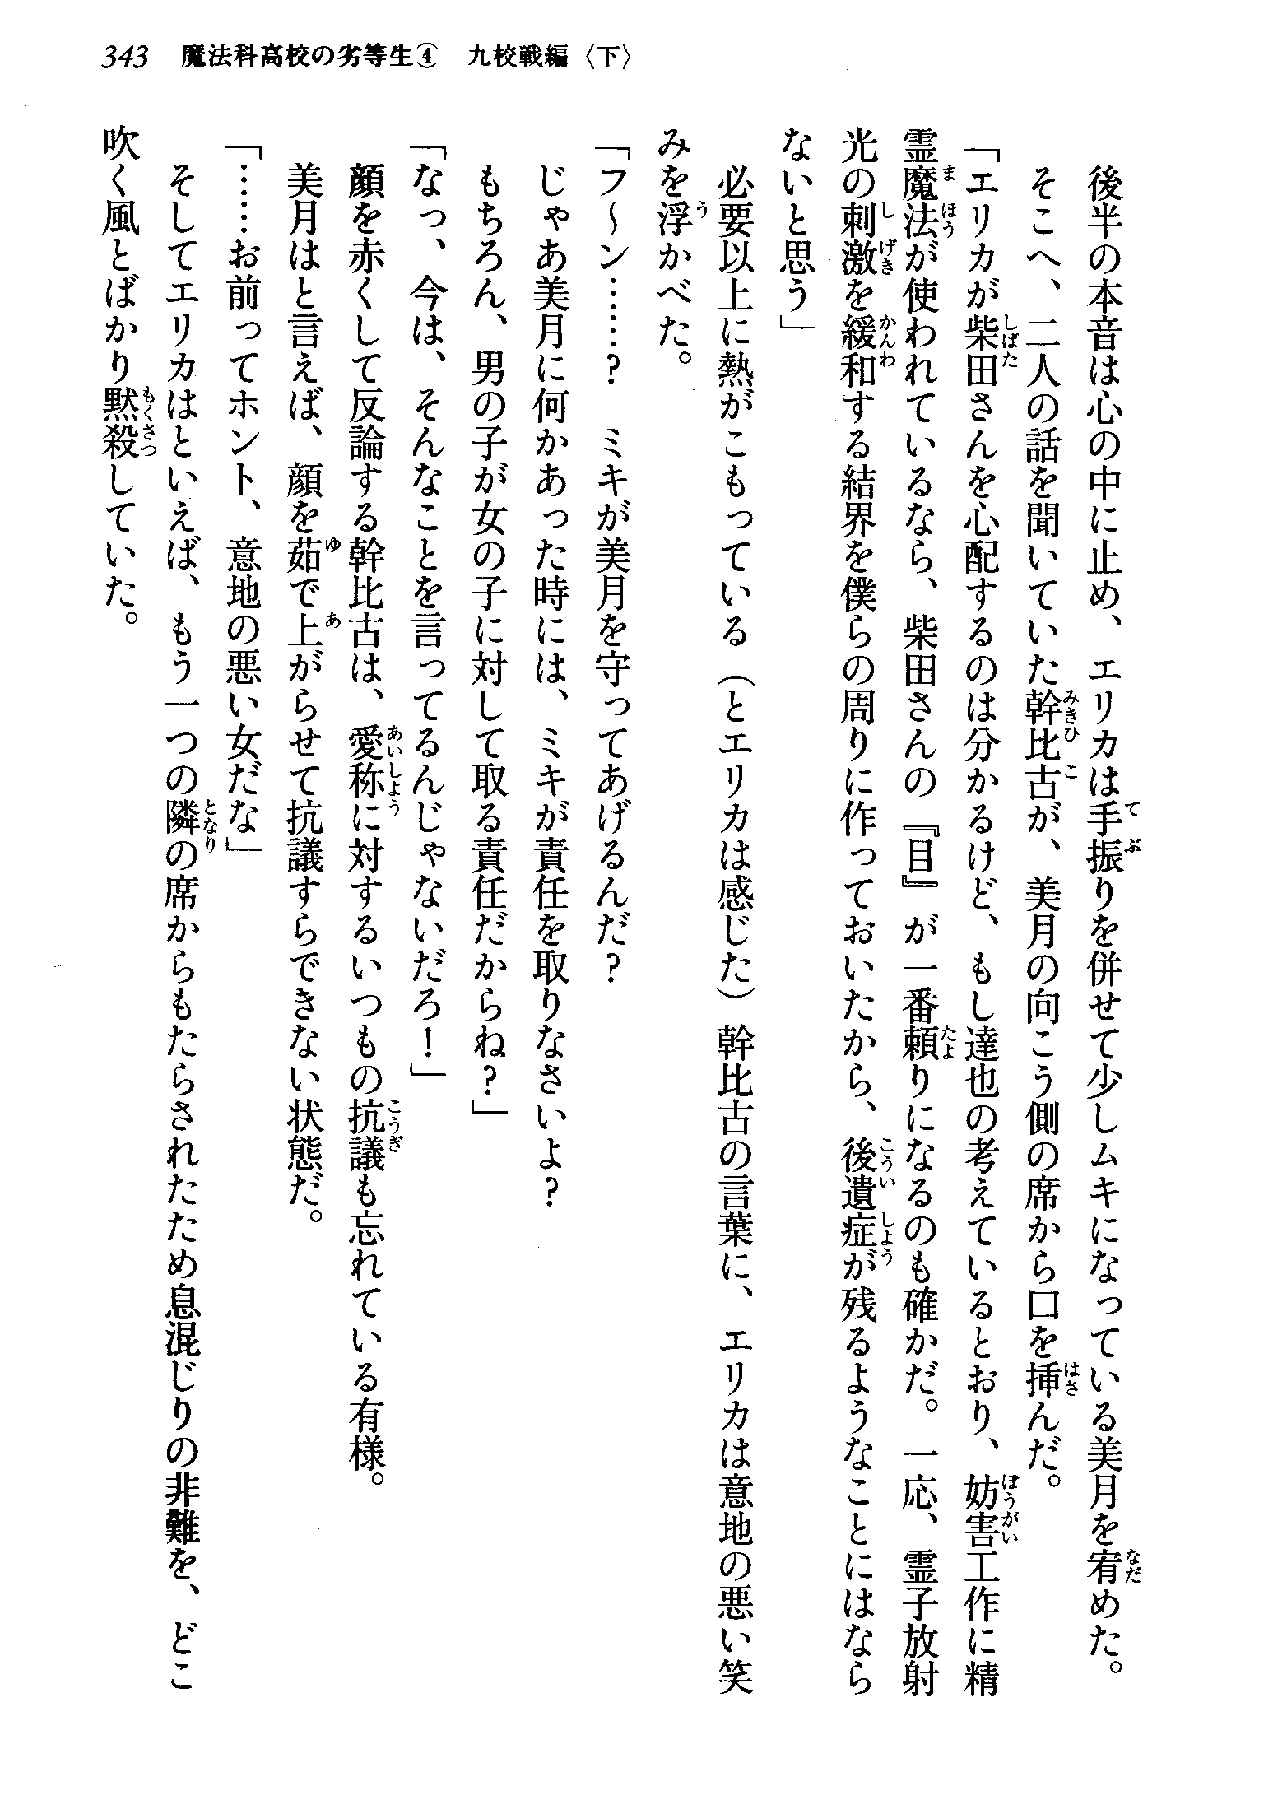 343　魔法科高校の劣等生④　九校戦編〈下〉
後半の本音は心の中に止め、エリカは手振りを併せて少しムキになっている美月を宥めた。
そこへ、二人の話を聞いていた幹比古が、美月の向こう側の席から口を挿んだ。
「エリカが柴田さんを心配するのは分かるけど、もし達也の考えているとおり、妨害工作に精
霊魔法が使われているなら、柴田さんの『目』が一番頼りになるのも確かだ。一応、霊子放射
光の刺激を緩和する結界を僕らの周りに作っておいたから、後遺症が残るようなことにはなら
ないと思う」
必要以上に熱がこもっている（とエリカは感じた）幹比古の言葉に、エリカは意地の悪い笑
みを浮かべた。
「フ～ン……？　ミキが美月を守ってあげるんだ？
じゃあ美月に何かあった時には、ミキが責任を取りなさいよ？
もちろん、男の子が女の子に対して取る責任だからね？」
「なっ、今は、そんなことを言ってるんじゃないだろ！」
顔を赤くして反論する幹比古は、愛称に対するいつもの抗議も忘れている有様。
美月はと言えば、顔を茹で上がらせて抗議すらできない状態だ。
「……お前ってホント、意地の悪い女だな」
そしてエリカはといえば、もう一つの隣の席からもたらされたため息混じりの非難を、どこ
吹く風とばかり黙殺していた。